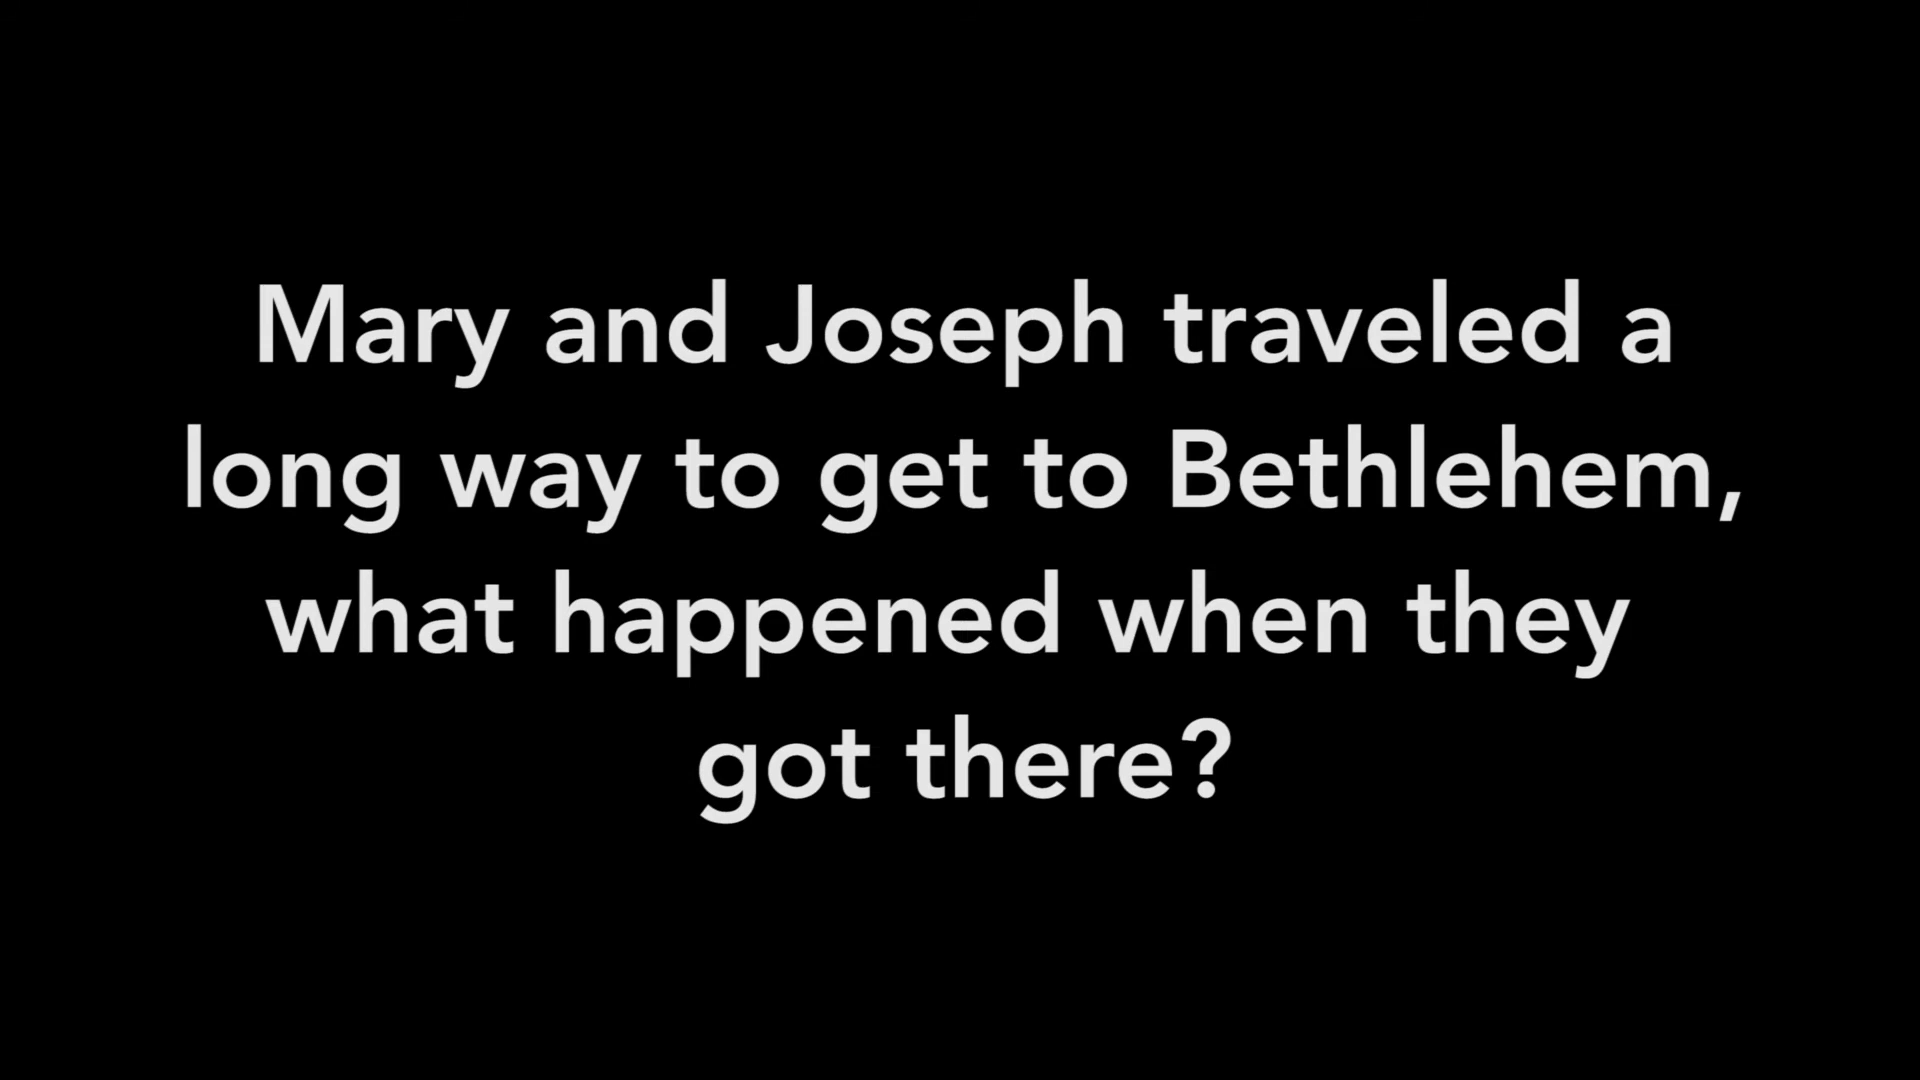 Mary and Joseph traveled a
long way to get to Bethlehem,
what happened when they
got there?